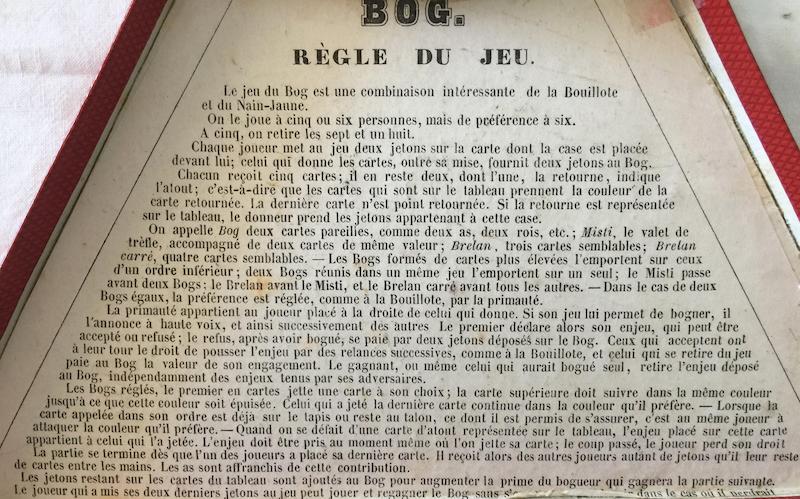 BOG.
RÈGLE DU JEU.
Le jeu du Bog est une combinaison intéressante de la Bouillote
et du Nain-Jaune.
On le joue à cinq ou six personnes, mais de préférence à six.
A cinq, on retire les sept et un huit.
Chaque joueur met au jeu deux jetons sur la carte dont la case est placée
devant lui; celui qui donne les cartes, outre sa mise, fournit deux jetons au Bog.
Chacun reçoit cinq cartes; il en reste deux, dont l'une, la retourne, indique
l'atout; c'est-à-dire que les cartes qui sont sur le tableau prennent la couleur de la
carte retournée. La dernière carte n'est point retournée. Si la retourne est représentée
sur le tableau, le donneur prend les jetons appartenant à cette case.
On appelle Bog deux cartes pareilles, comme deux as, deux rois, etc.; Misti, le valet de
trèfle, accompagné de deux cartes de même valeur; Brelan, trois cartes semblables; Brelan
carré, quatre cartes semblables. — Les Bogs formés de cartes plus élevées l'emportent sur ceux
d'un ordre inférieur; deux Bogs réunis dans un même jeu l'emportent sur un seul; le Misti passe
avant deux Bogs; le Brelan avant le Misti, et le Brelan carré avant tous les autres. — Dans le cas de deux
Bogs égaux, la préférence est réglée, comme à la Bouillote, par la primauté.
La primauté appartient au joueur placé à la droite de celui qui donne. Si son jeu lui permet de bogner, il
l'annonce à haute voix, et ainsi successivement des autres Le premier déclare alors son enjeu, qui peut être
accepté ou refusé; le refus, après avoir bogué, se paie par deux jetons déposés sur le Bog. Ceux qui acceptent ont
à leur tour le droit de pousser l'enjeu par des relances successives, comme à la Bouillote, et celui qui se retire du jeu
paie au Bog la valeur de son engagement. Le gagnant, ou même celui qui aurait bogué seul, retire l'enjeu déposé
au Bog, indépendamment des enjeux tenus par ses adversaires.
Les Bogs réglés, le premier en cartes jette une carte à son choix; la carte supérieure doit suivre dans la même couleur
jusqu'à ce que cette couleur soit épuisée. Celui qui a jeté la dernière carte continue dans la couleur qu'il préfère. — Lorsque la
carte appelée dans son ordre est déjà sur le tapis ou reste au talon, ce dont il est permis de s'assurer, c'est au même joueur à
attaquer la couleur qu'il préfère. — Quand on se défait d'une carte d'atout représentée sur le tableau, l'enjeu placé sur cette carte
appartient à celui qui l'a jetée. L'enjeu doit être pris au moment même où l'on jette sa carte; le coup passé, le joueur perd son droit
La partie se termine dès que l'un des joueurs a placé sa dernière carte. Il reçoit alors des autres joueurs autant de jetons qu'il leur reste
de cartes entre les mains. Les as sont affranchis de cette contribution.
Les jetons restant sur les cartes du tableau sont ajoutés au Bog pour augmenter la prime du bogueur qui gagnera la partie suivante.
Le joueur qui a mis ses deux derniers jetons au jeu peut jouer et regagner le Bog sans dans le cas où il